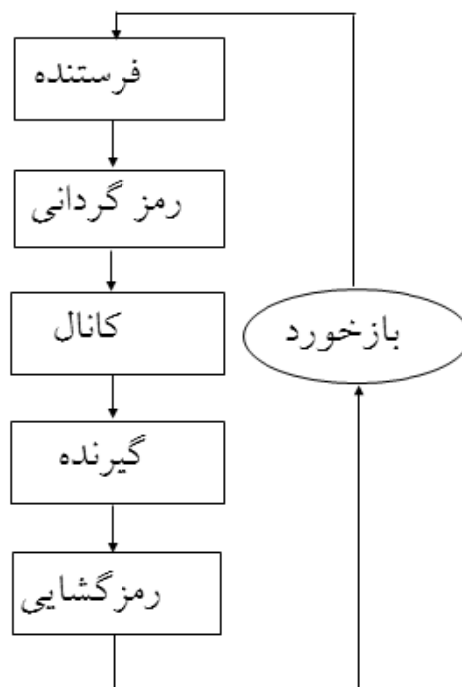 فرستنده
رمز گردانی
کانال
بازخورد
گیرنده
رمزگشایی